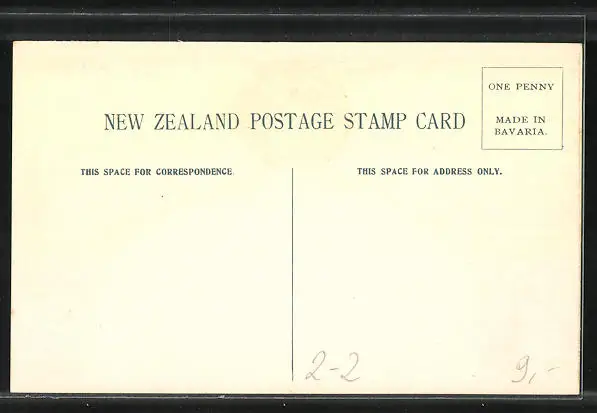 ONE PENNY
MADE IN
BAVARIA.
NEW ZEALAND POSTAGE STAMP CARD
THIS SPACE FOR CORRESPONDENCE
THIS SPACE FOR ADDRESS ONLY.
2-2
9,-